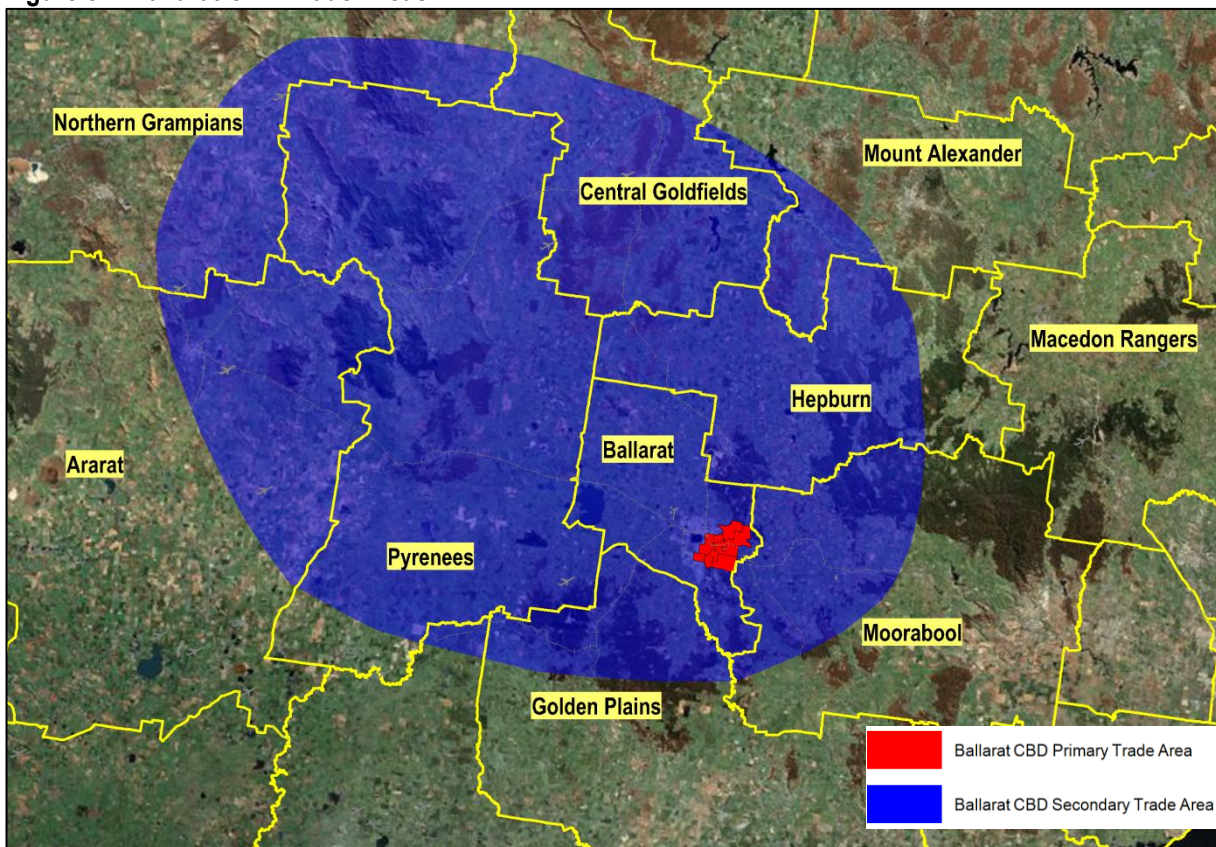 Northern Grampians
Mount Alexander
Central Goldfields
Macedon Rangers
Hepburn
Ballarat
Ararat
Pyrenees
Moorabool
Golden Plains
Ballarat CBD Primary Trade Area
Ballarat CBD Secondary Trade Area